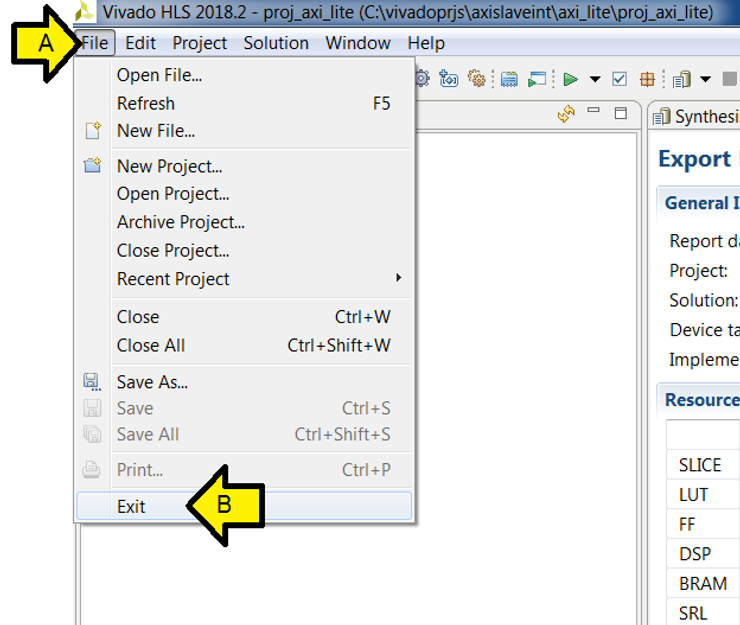 Vivado HLS 2018.2 - proj_axi_lite (C:\vivadoprjs\axislaveint\axi_lite\proj_axi_lite)
A
File Edit Project Solution Window Help
Open File...
Refresh F5
New File...
New Project...
Open Project...
Archive Project...
Close Project...
Recent Project
Close Ctrl+W
Close All Ctrl+Shift+W
Save As...
Save Ctrl+S
Save All Ctrl+Shift+S
Print... Ctrl+P
Exit
B
Synthesi
Export
General I
Report da
Project:
Solution:
Device ta
Impleme
Resource
SLICE
LUT
FF
DSP
BRAM
SRL